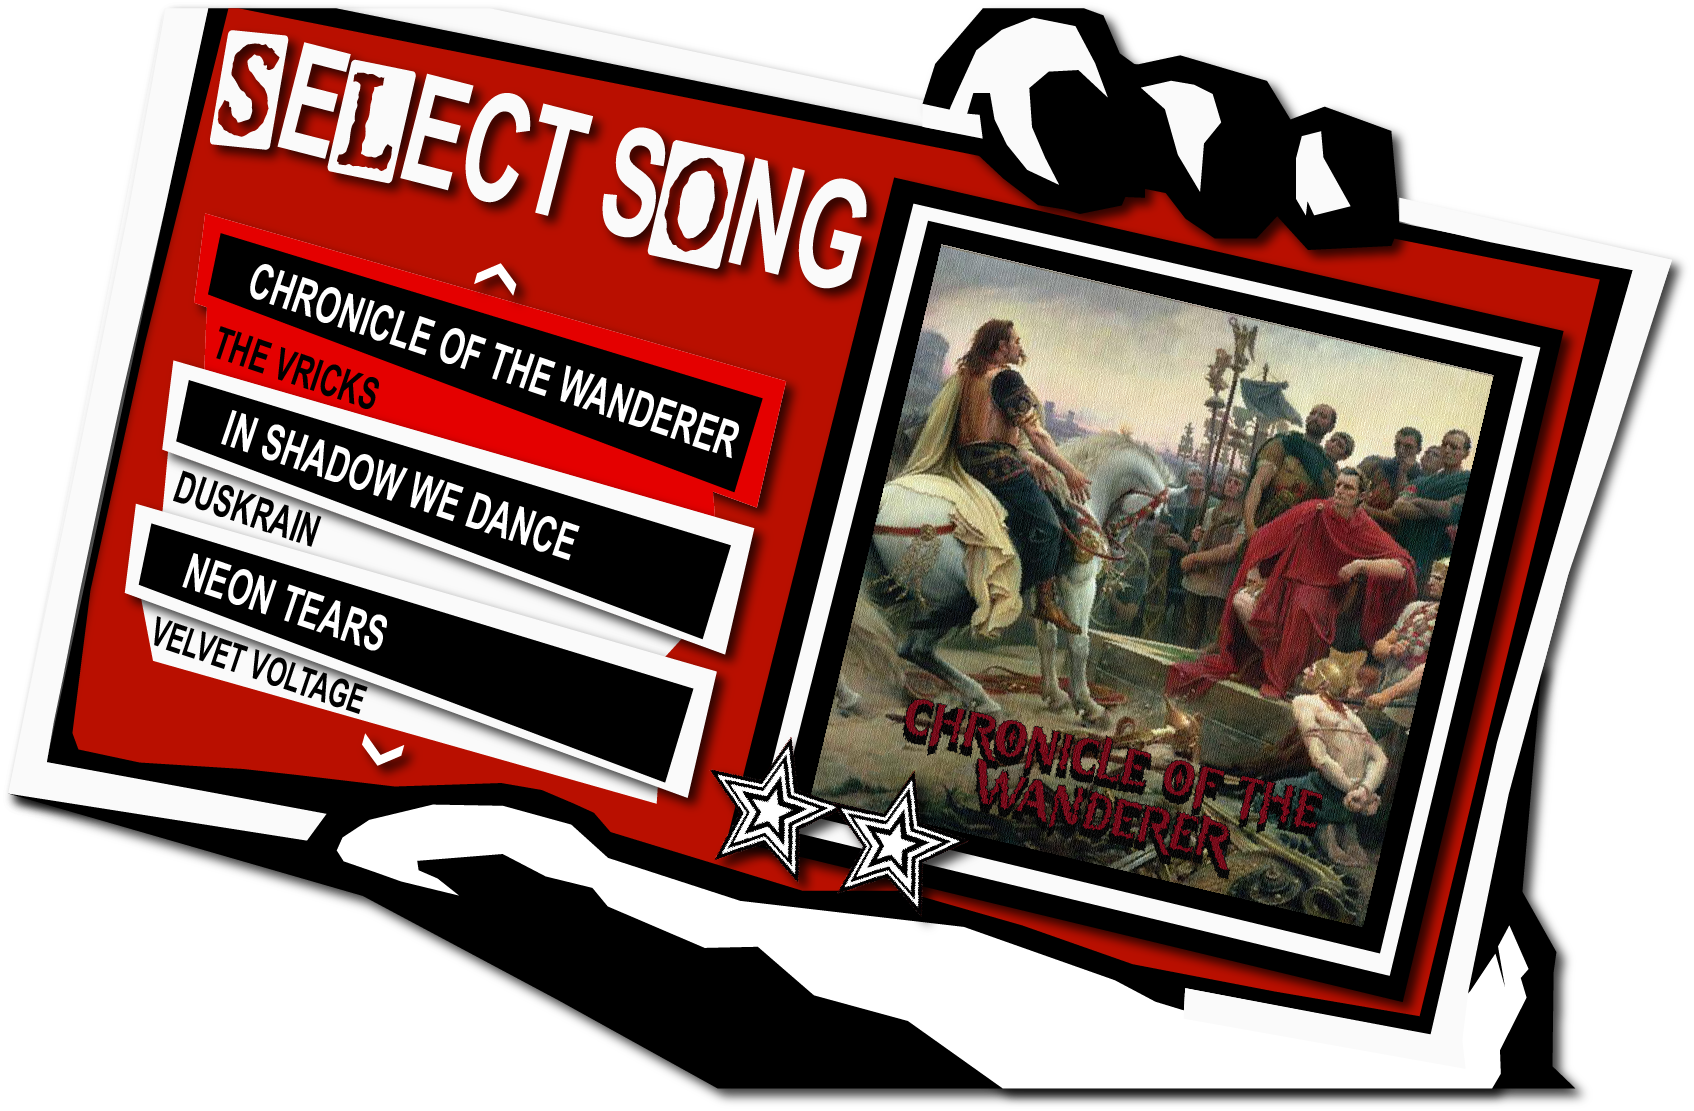 SELECT SONG
CHRONICLE OF THE WANDERER
THE VRICKS
IN SHADOW WE DANCE
DUSKRAIN
NEON TEARS
VELVET VOLTAGE
CHRONICLE OF THE
WANDERER